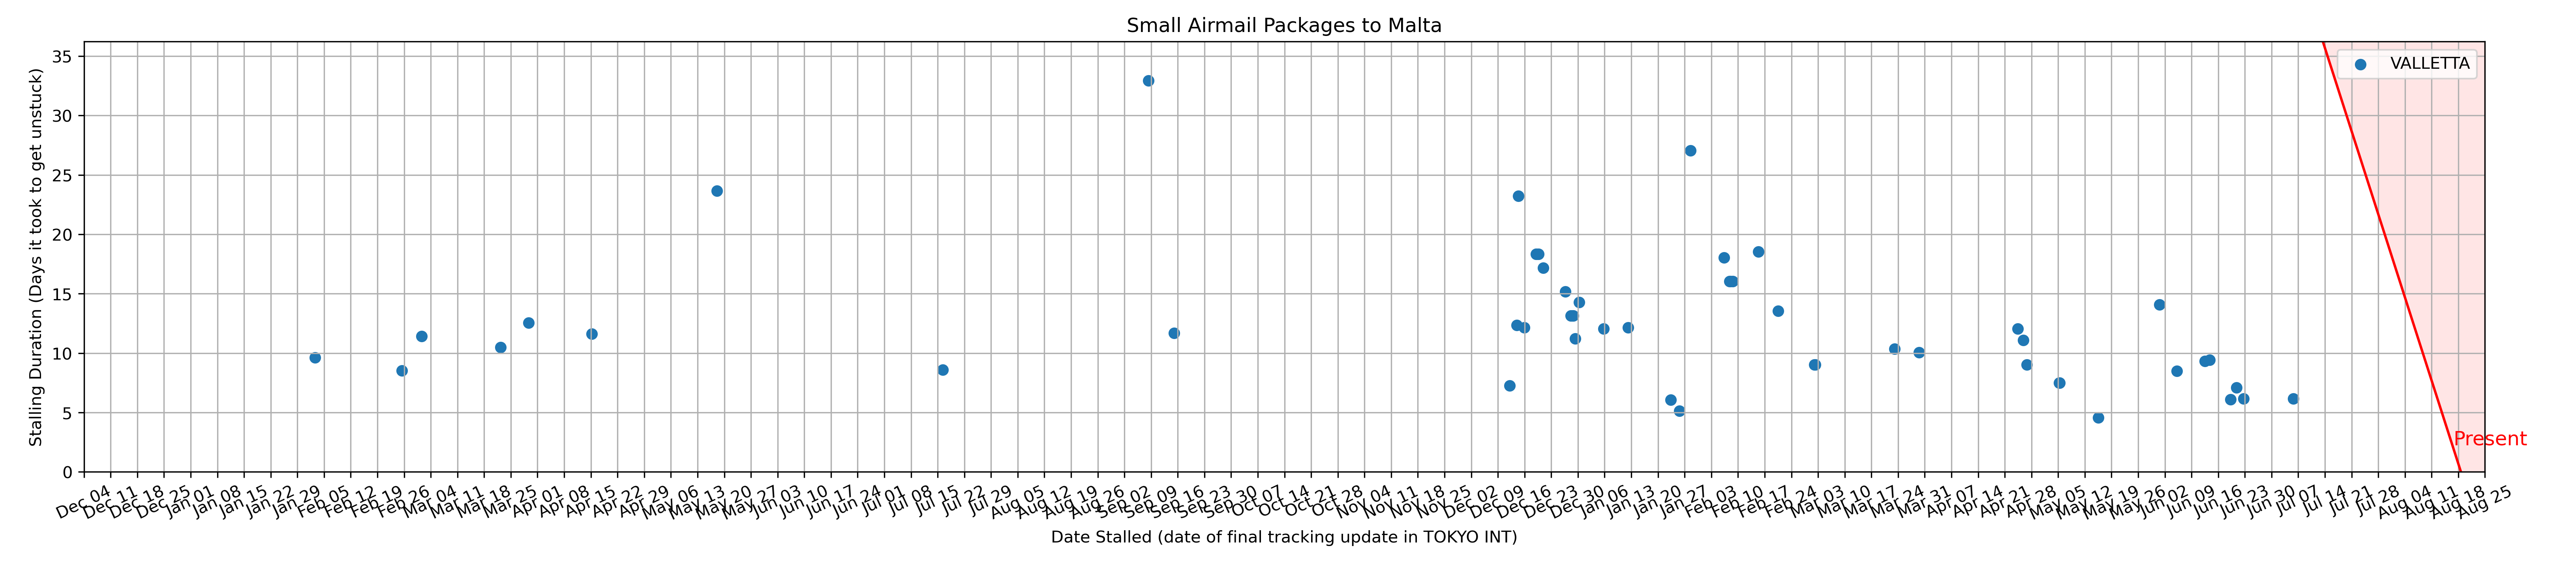 Small Airmail Packages to Malta
Stalling Duration (Days it took to get unstuck)
35
30
25
20
15
10
5
0
VALLETTA
Present
Dec 04
Dec 11
Dec 18
Dec 25
Jan 01
Jan 08
Jan 15
Jan 22
Jan 29
Feb 05
Feb 12
Feb 19
Feb 26
Mar 04
Mar 11
Mar 18
Mar 25
Apr 01
Apr 08
Apr 15
Apr 22
Apr 29
May 06
May 13
May 20
May 27
Jun 03
Jun 10
Jun 17
Jun 24
Jul 01
Jul 08
Jul 15
Jul 22
Jul 29
Aug 05
Aug 12
Aug 19
Aug 26
Sep 02
Sep 09
Sep 16
Sep 23
Sep 30
Oct 07
Oct 14
Oct 21
Oct 28
Nov 04
Nov 11
Nov 18
Nov 25
Dec 02
Dec 09
Dec 16
Dec 23
Dec 30
Jan 06
Jan 13
Jan 20
Jan 27
Feb 03
Feb 10
Feb 17
Feb 24
Mar 03
Mar 10
Mar 17
Mar 24
Mar 31
Apr 07
Apr 14
Apr 21
Apr 28
May 05
May 12
May 19
May 26
Jun 02
Jun 09
Jun 16
Jun 23
Jun 30
Jul 07
Jul 14
Jul 21
Jul 28
Aug 04
Aug 11
Aug 18
Aug 25
Date Stalled (date of final tracking update in TOKYO INT)